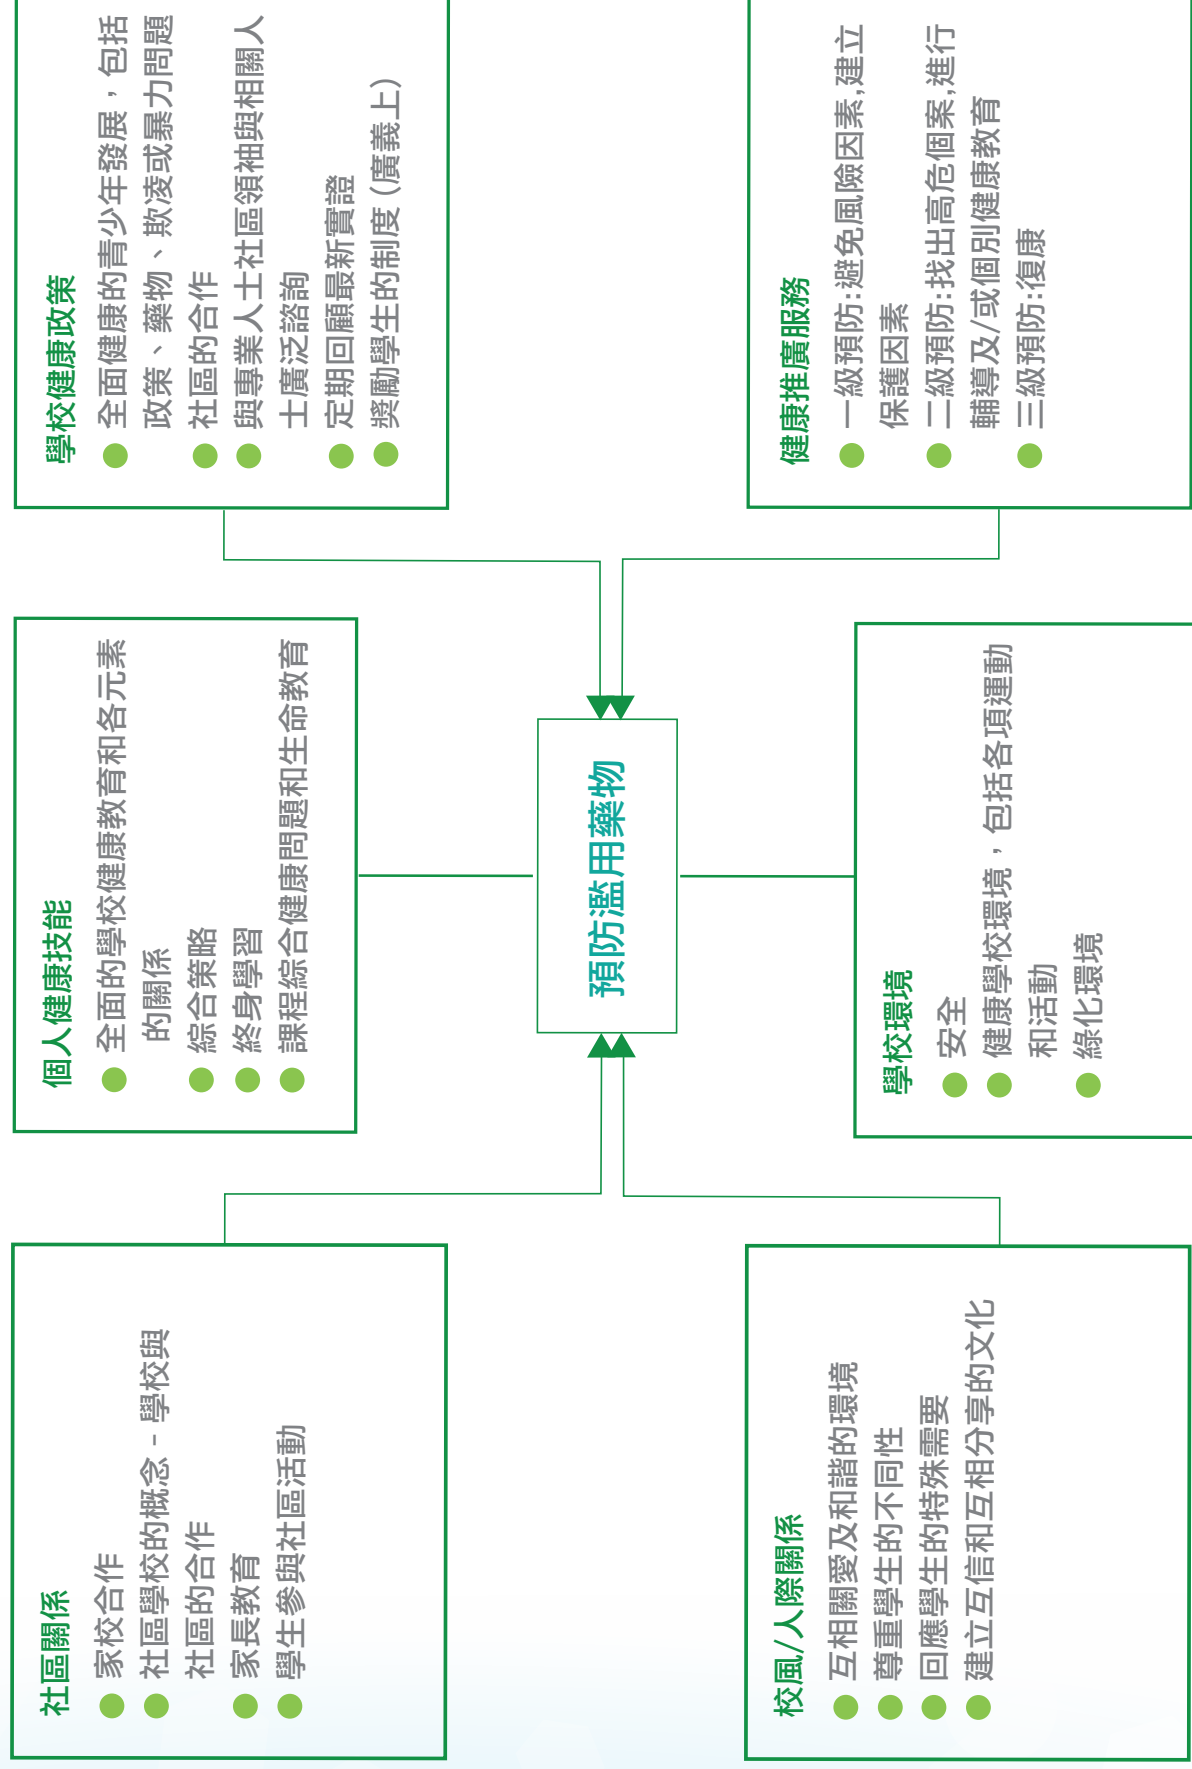 社區關係
家校合作
社區學校的概念 – 學校與
社區的合作
家長教育
學生參與社區活動
個人健康技能
全面的學校健康教育和各元素
的關係
綜合策略
終身學習
課程綜合健康問題和生命教育
學校健康政策
全面健康的青少年發展，包括
政策、藥物、欺凌或暴力問題
社區的合作
與專業人士社區領袖與相關人
士廣泛諮詢
定期回顧最新實證
獎勵學生的制度 (廣義上)
預防濫用藥物
校風/人際關係
互相關愛及和諧的環境
尊重學生的不同性
回應學生的特殊需要
建立互信和互相分享的文化
學校環境
安全
健康學校環境，包括各項運動
和活動
綠化環境
健康推廣服務
一級預防:避免風險因素,建立
保護因素
二級預防:找出高危個案,進行
輔導及/或個別健康教育
三級預防:復康